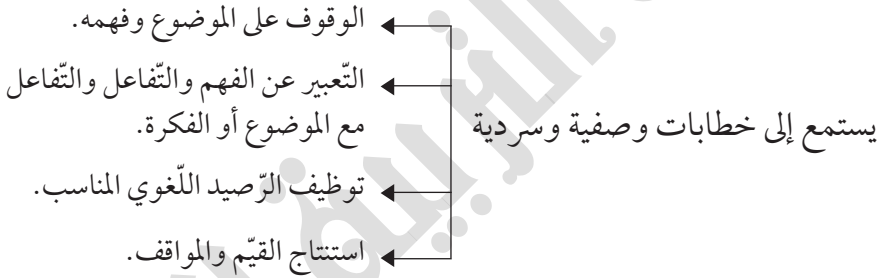 يستمع إلى خطابات وصفية وسردية
الوقوف على الموضوع وفهمه.
التّعبير عن الفهم والتّفاعل والتّفاعل
مع الموضوع أو الفكرة.
توظيف الرّصيد اللّغوي المناسب.
استنتاج القيّم والمواقف.